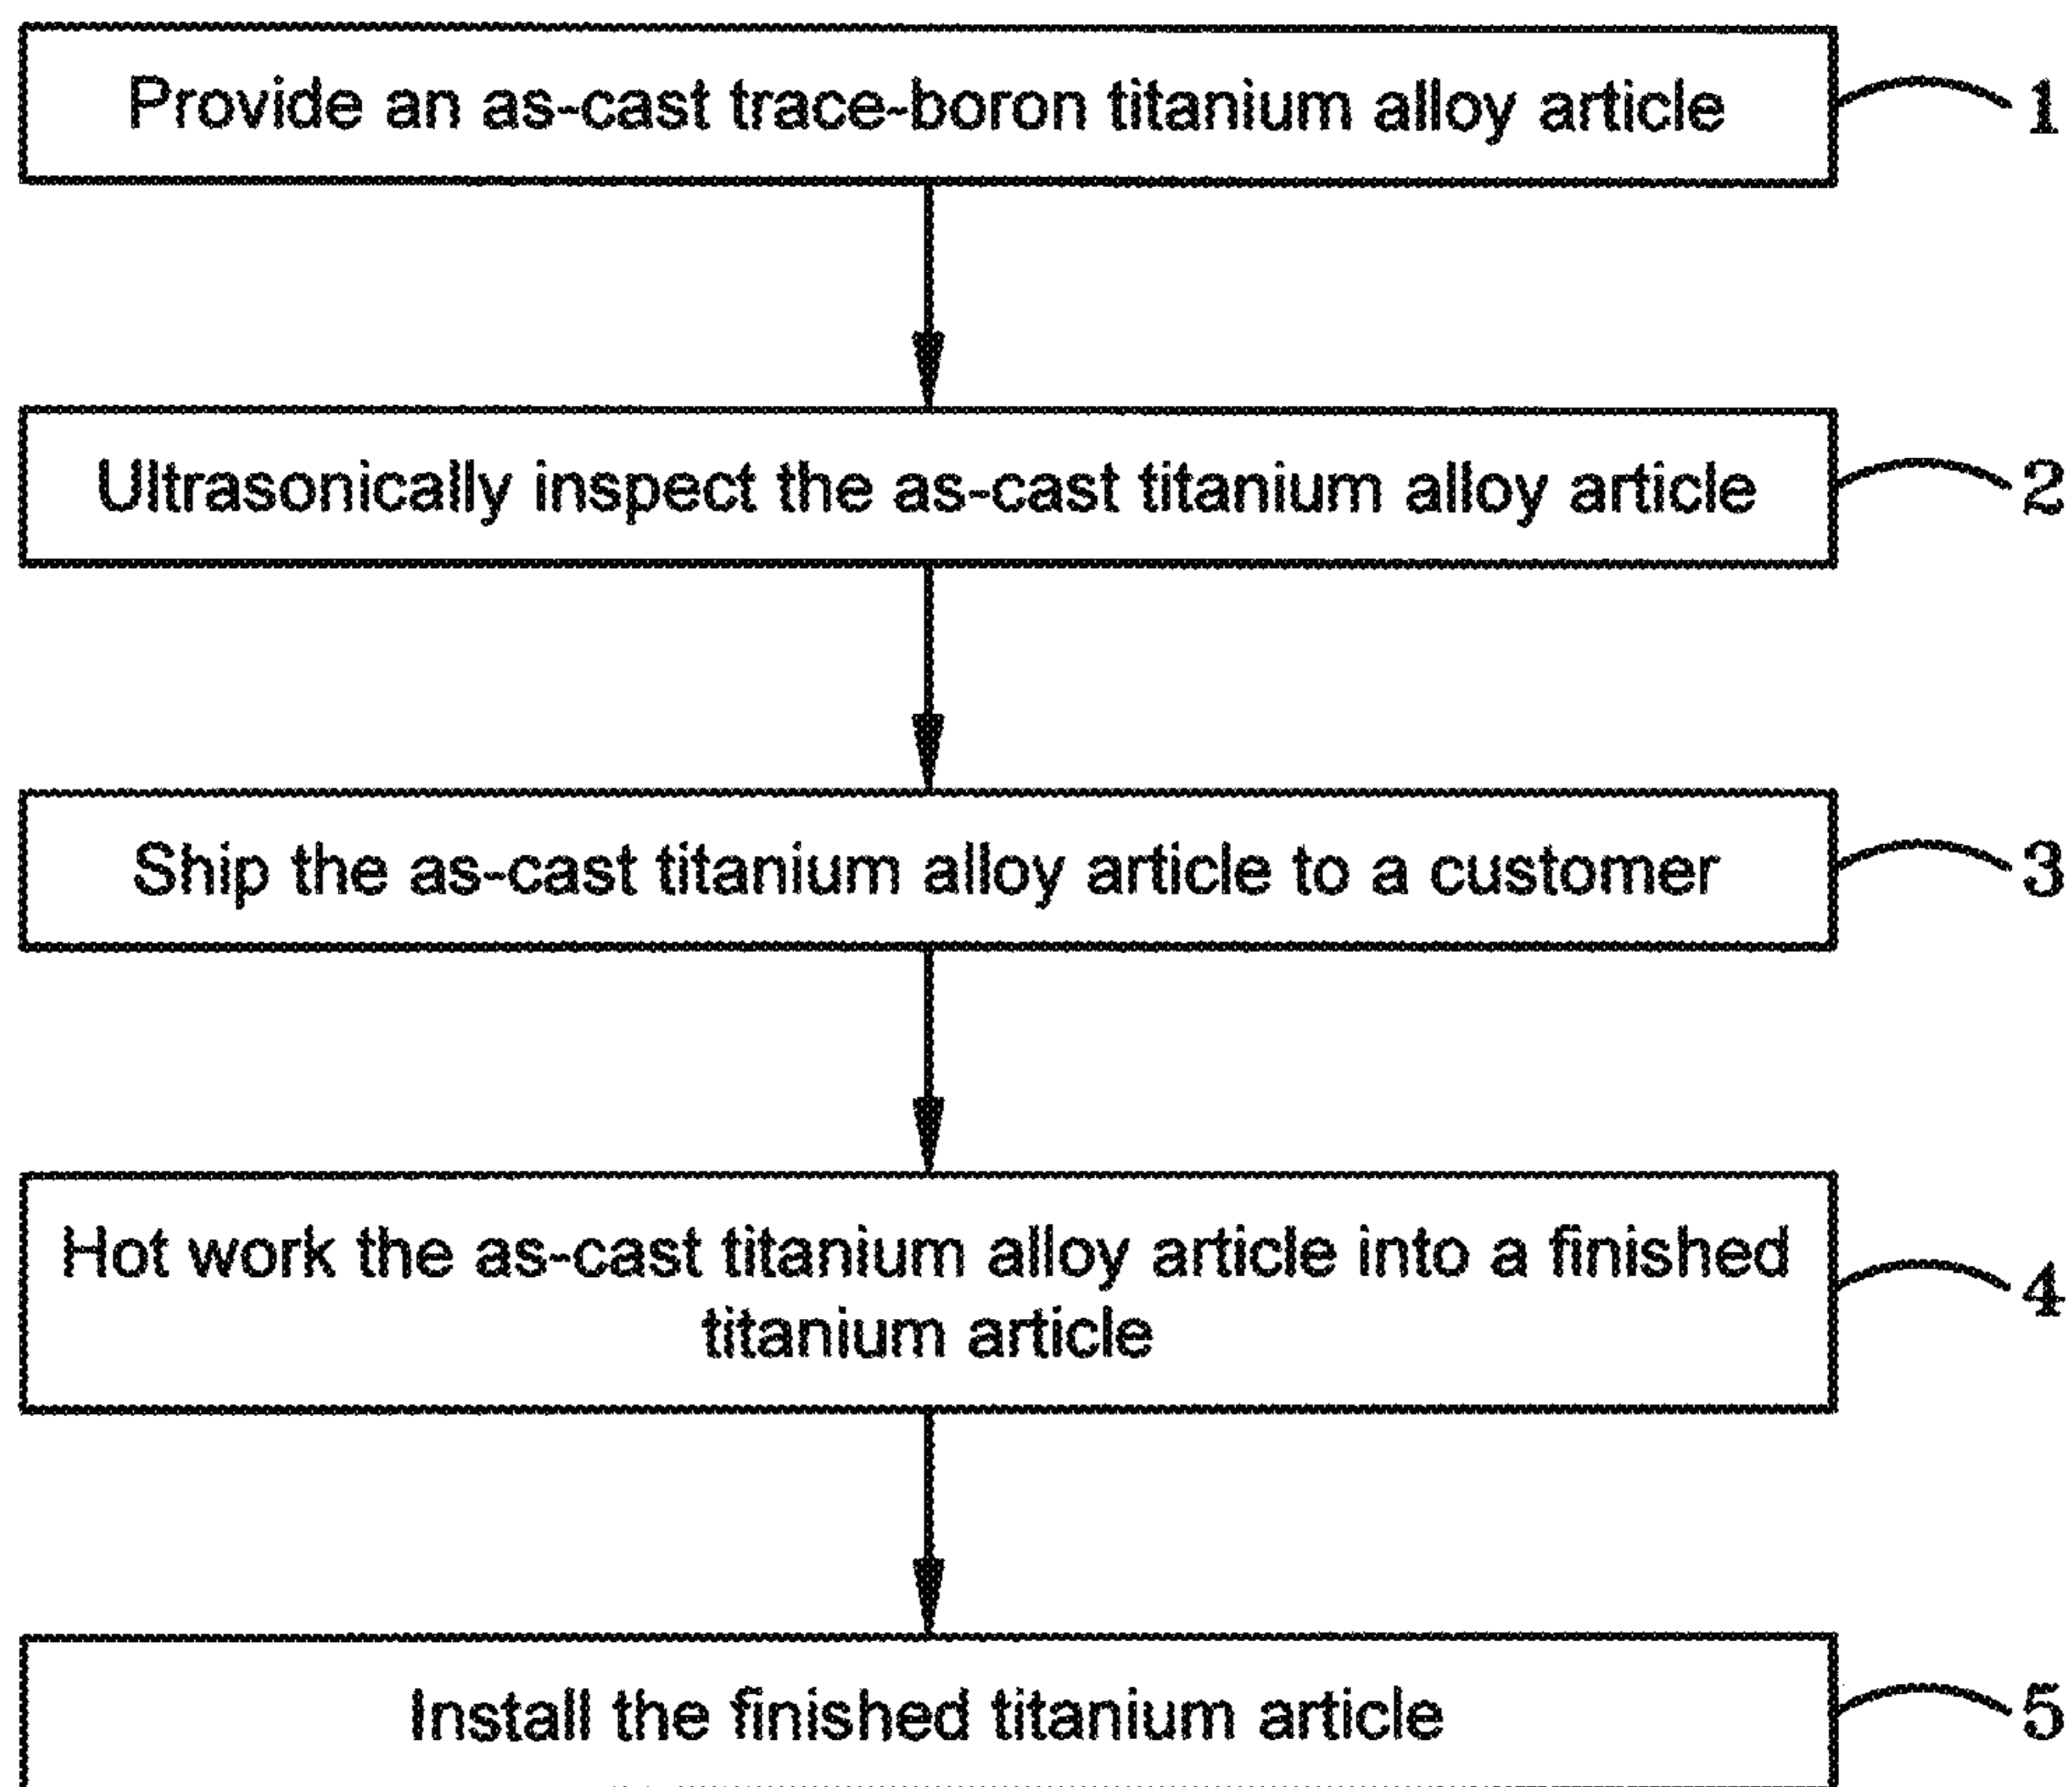 Provide an as-cast trace-boron titanium alloy article
1
Ultrasonically inspect the as-cast titanium alloy article
2
Ship the as-cast titanium alloy article to a customer
3
Hot work the as-cast titanium alloy article into a finished
titanium article
4
Install the finished titanium article
5